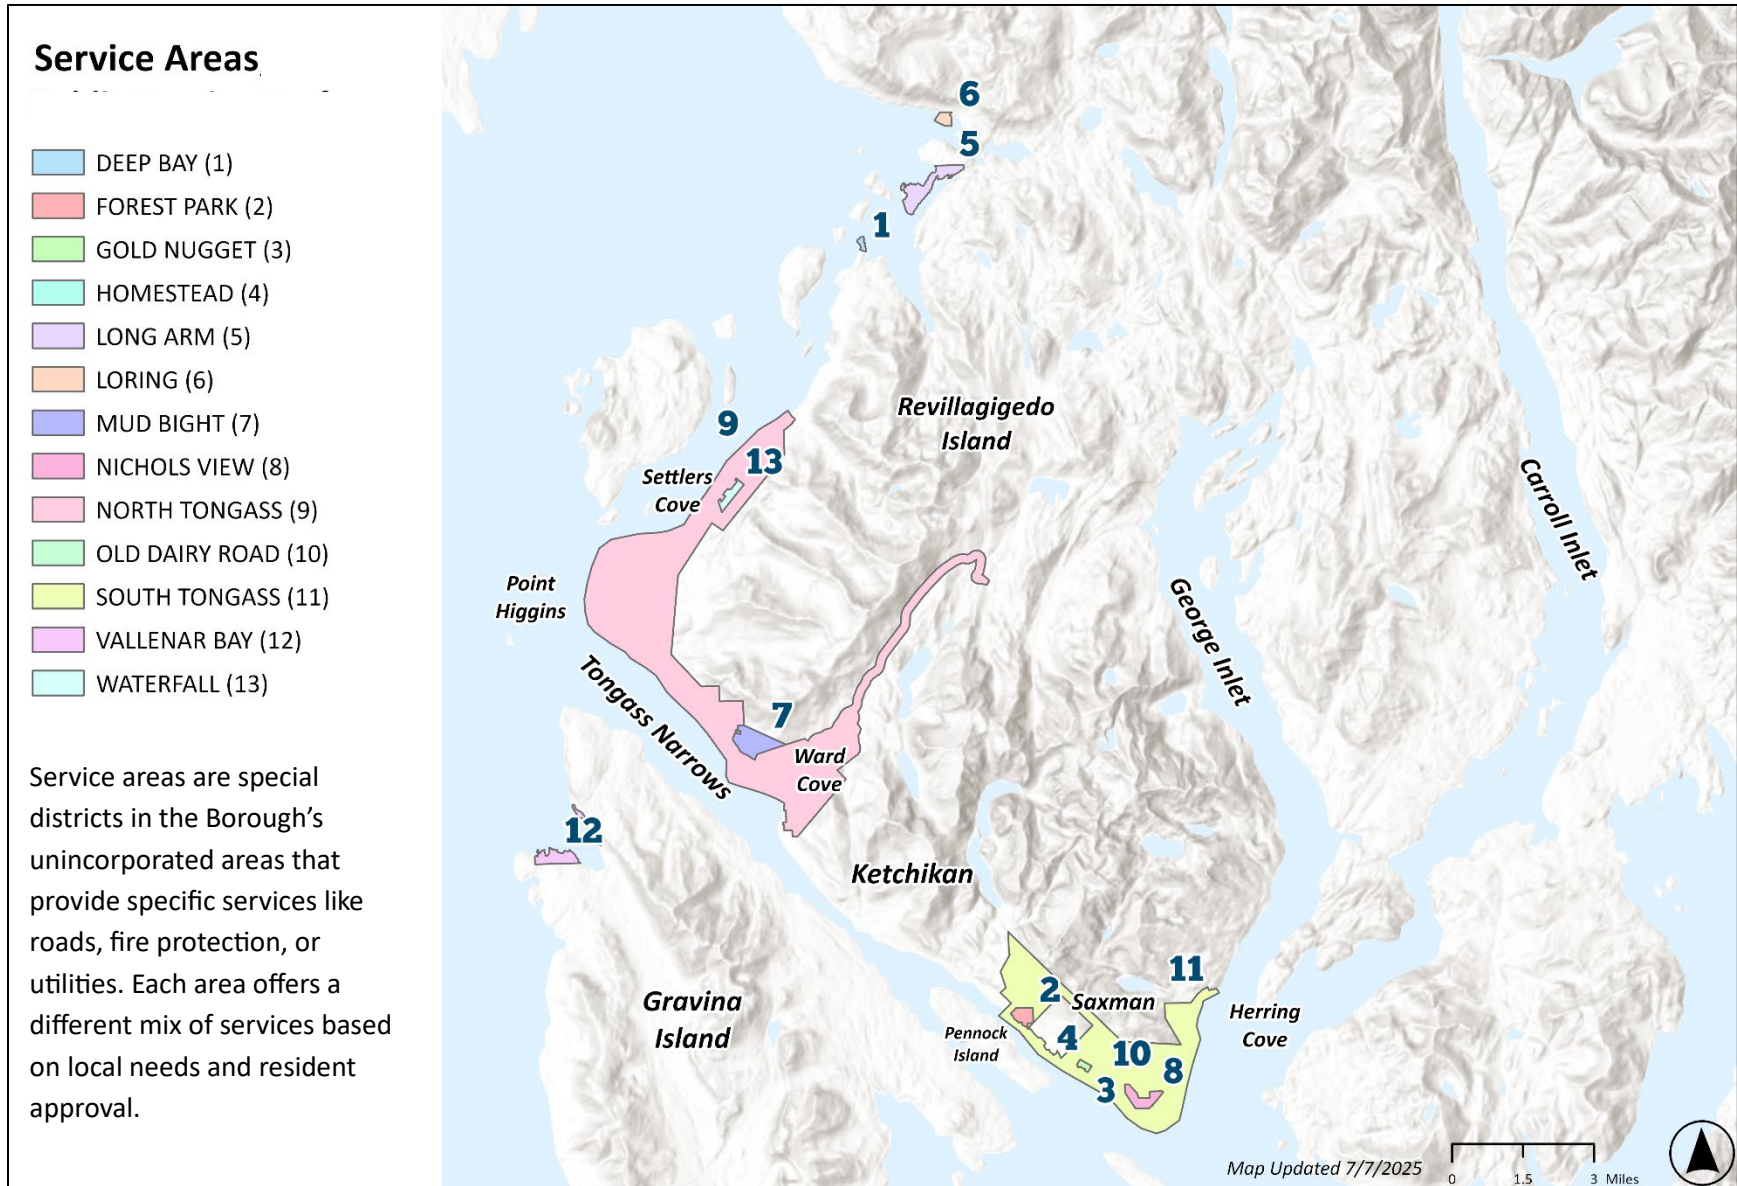 Service Areas
DEEP BAY (1)
FOREST PARK (2)
GOLD NUGGET (3)
HOMESTEAD (4)
LONG ARM (5)
LORING (6)
MUD BIGHT (7)
NICHOLS VIEW (8)
NORTH TONGASS (9)
OLD DAIRY ROAD (10)
SOUTH TONGASS (11)
VALLENAR BAY (12)
WATERFALL (13)
Service areas are special
districts in the Borough’s
unincorporated areas that
provide specific services like
roads, fire protection, or
utilities. Each area offers a
different mix of services based
on local needs and resident
approval.
6
5
1
Revillagigedo
Island
9
13
Settlers
Cove
Carroll Inlet
Point
Higgins
George Inlet
Tongass Narrows
7
Ward
Cove
12
Ketchikan
11
2
Saxman
Gravina
Island
Herring
Cove
Pennock
Island
4
10
8
3
Map Updated 7/7/2025
0 1.5 3 Miles